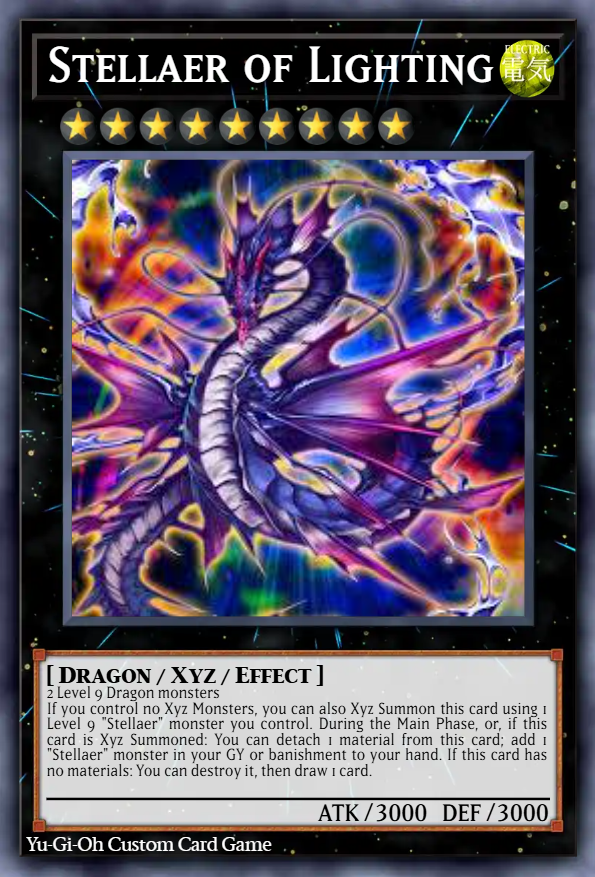 STELLAER OF LIGHTING
ELECTRIC
電気
[ DRAGON / XYZ / EFFECT ]
2 Level 9 Dragon monsters
If you control no Xyz Monsters, you can also Xyz Summon this card using 1
Level 9 "Stellaer" monster you control. During the Main Phase, or, if this
card is Xyz Summoned: You can detach 1 material from this card; add 1
"Stellaer" monster in your GY or banishment to your hand. If this card has
no materials: You can destroy it, then draw 1 card.
ATK / 3000 DEF / 3000
Yu-Gi-Oh Custom Card Game